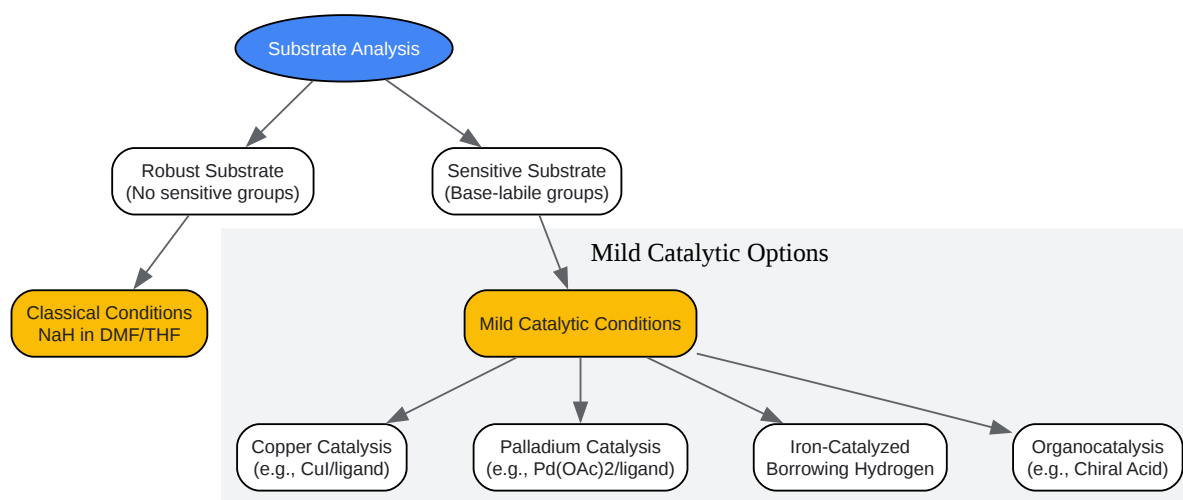 Substrate Analysis
Robust Substrate
(No sensitive groups)
Sensitive Substrate
(Base-labile groups)
Mild Catalytic Options
Classical Conditions
NaH in DMF/THF
Mild Catalytic Conditions
Copper Catalysis
(e.g., CuI/ligand)
Palladium Catalysis
(e.g., Pd(OAc)2/ligand)
Iron-Catalyzed
Borrowing Hydrogen
Organocatalysis
(e.g., Chiral Acid)